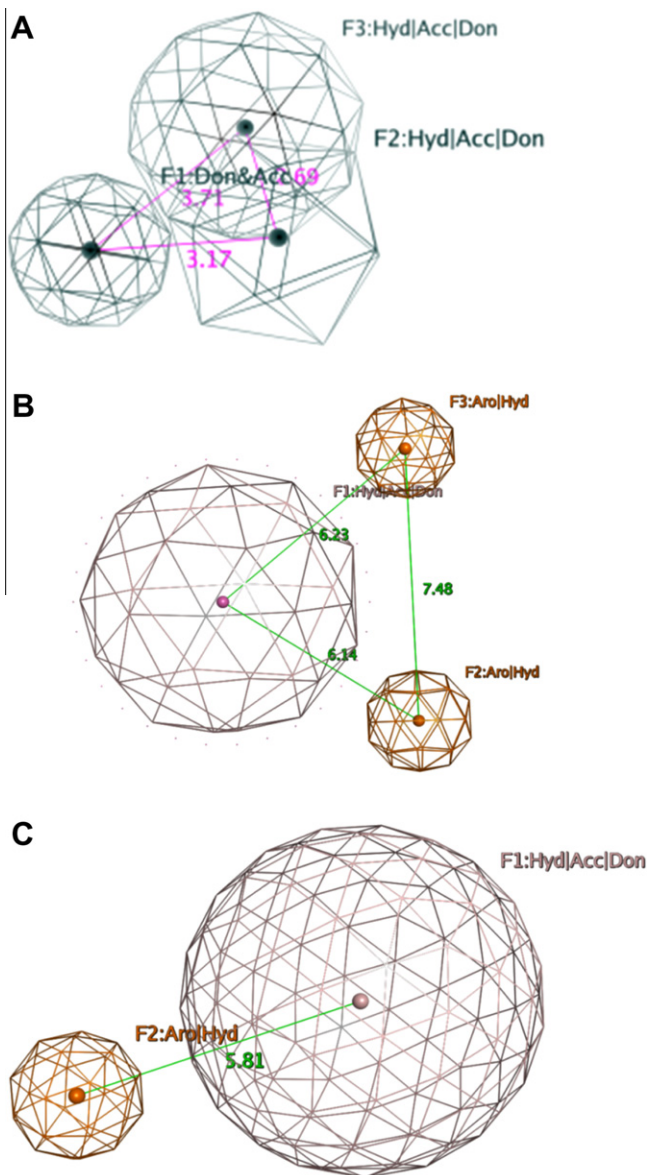 A
F3:Hyd|Acc|Don
F2:Hyd|Acc|Don
F1:Don&Acc
.69
3.71
3.17
B
F3:Aro|Hyd
F1:Hyd|Acc|Don
6.23
7.48
6.14
F2:Aro|Hyd
C
F1:Hyd|Acc|Don
F2:Aro|Hyd
5.81